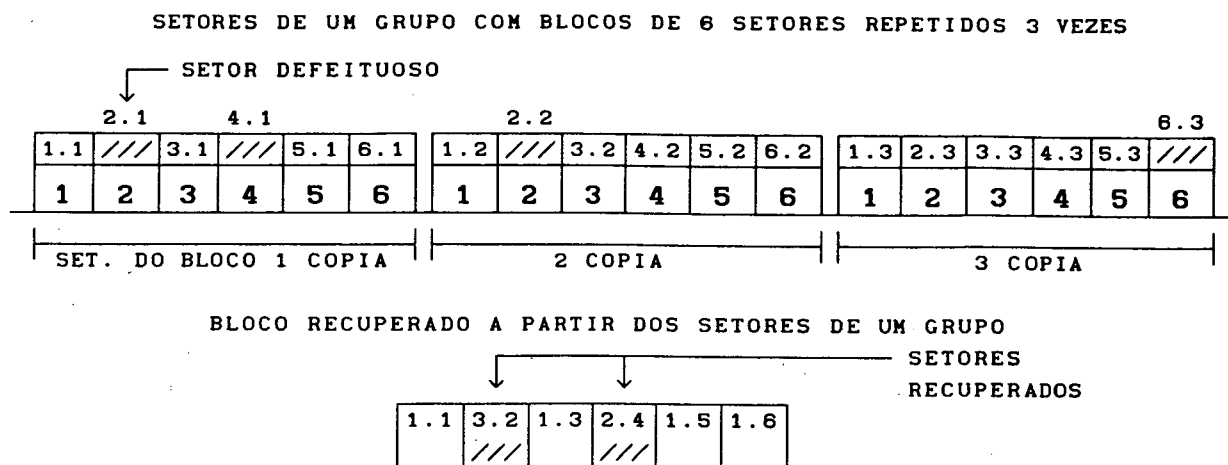 SETORES DE UM GRUPO COM BLOCOS DE 6 SETORES REPETIDOS 3 VEZES
SETOR DEFEITUOSO
2.1 4.1 2.2 6.3
1.1 /// 3.1 /// 5.1 6.1 1.2 /// 3.2 4.2 5.2 6.2 1.3 2.3 3.3 4.3 5.3 ///
1 2 3 4 5 6 1 2 3 4 5 6 1 2 3 4 5 6
SET. DO BLOCO 1 COPIA 2 COPIA 3 COPIA
BLOCO RECUPERADO A PARTIR DOS SETORES DE UM GRUPO
SETORES
RECUPERADOS
1.1 3.2 1.3 2.4 1.5 1.6
/// ///